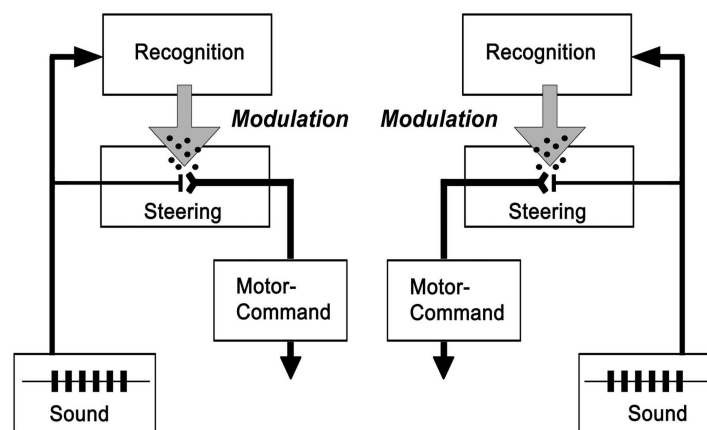 Recognition
Recognition
Modulation
Modulation
Steering
Steering
Motor-
Command
Motor-
Command
Sound
Sound